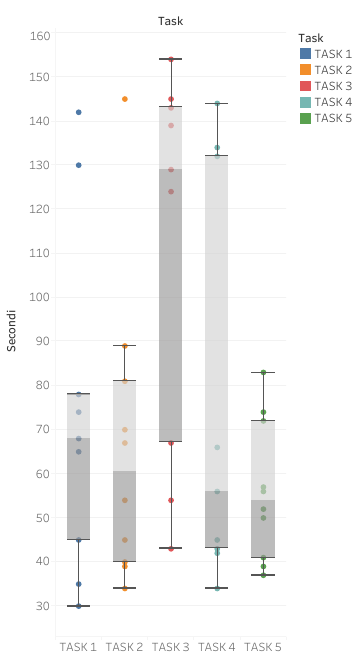 Task
Task
TASK 1
TASK 2
TASK 3
TASK 4
TASK 5
Secondi
160
150
140
130
120
110
100
90
80
70
60
50
40
30
TASK 1 TASK 2 TASK 3 TASK 4 TASK 5